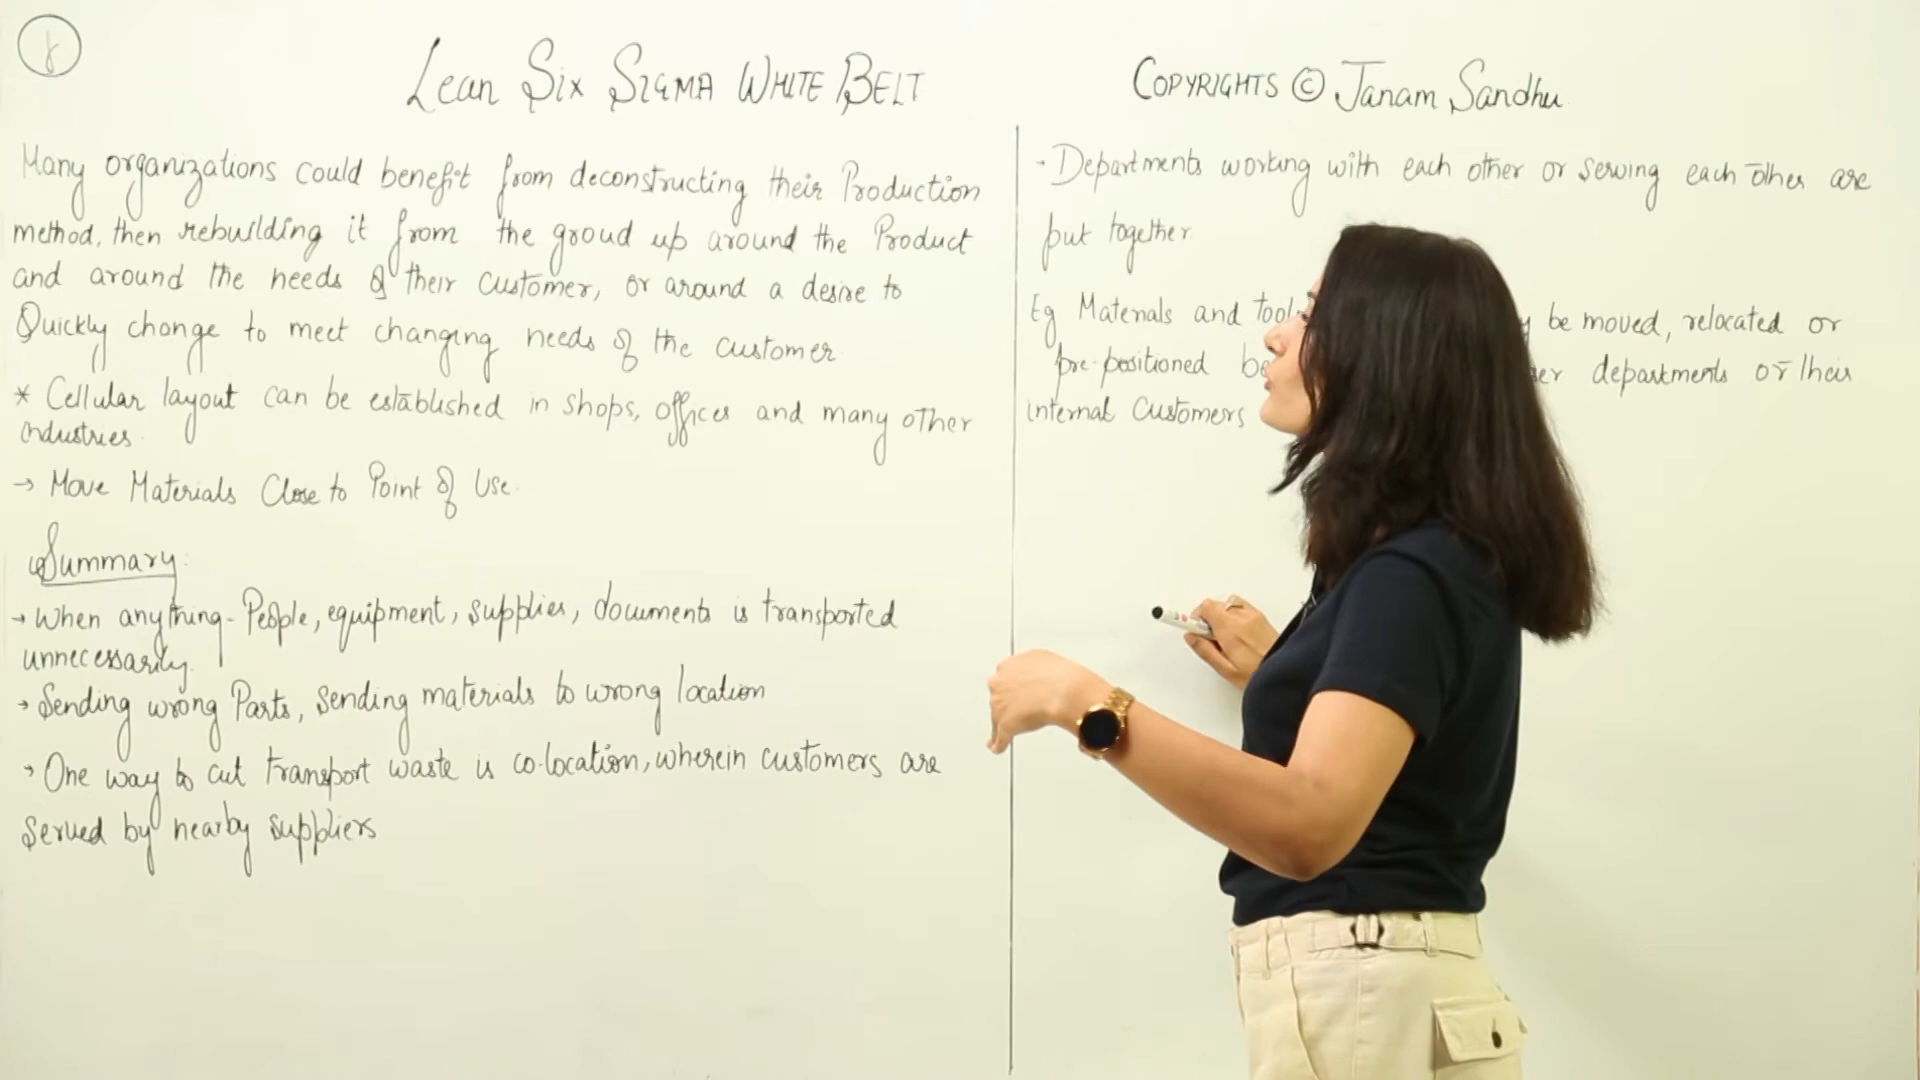 8
Lean Six SIGMA WHITE BELT
COPYRIGHTS © Janam Sandhu
Many organizations could benefit from deconstructing their Production
method, then rebuilding it from the groud up around the Product
and around the needs of their customer, or around a desire to
Quickly change to meet changing needs of the customer
* Cellular layout can be established in shops, offices and many other
industries.
→ Move Materials Close to Point of Use.
Summary:
→ When anything - People, equipment, supplies, documents is transported
unnecessarily.
→ Sending wrong Parts, Sending materials to wrong location
→ One way to cut transport waste is co-location, wherein customers are
Served by nearby suppliers
- Departments working with each other or serving each other are
put together.
Eg Materials and tool be moved, relocated or
pre-positioned departments or their
internal Customers